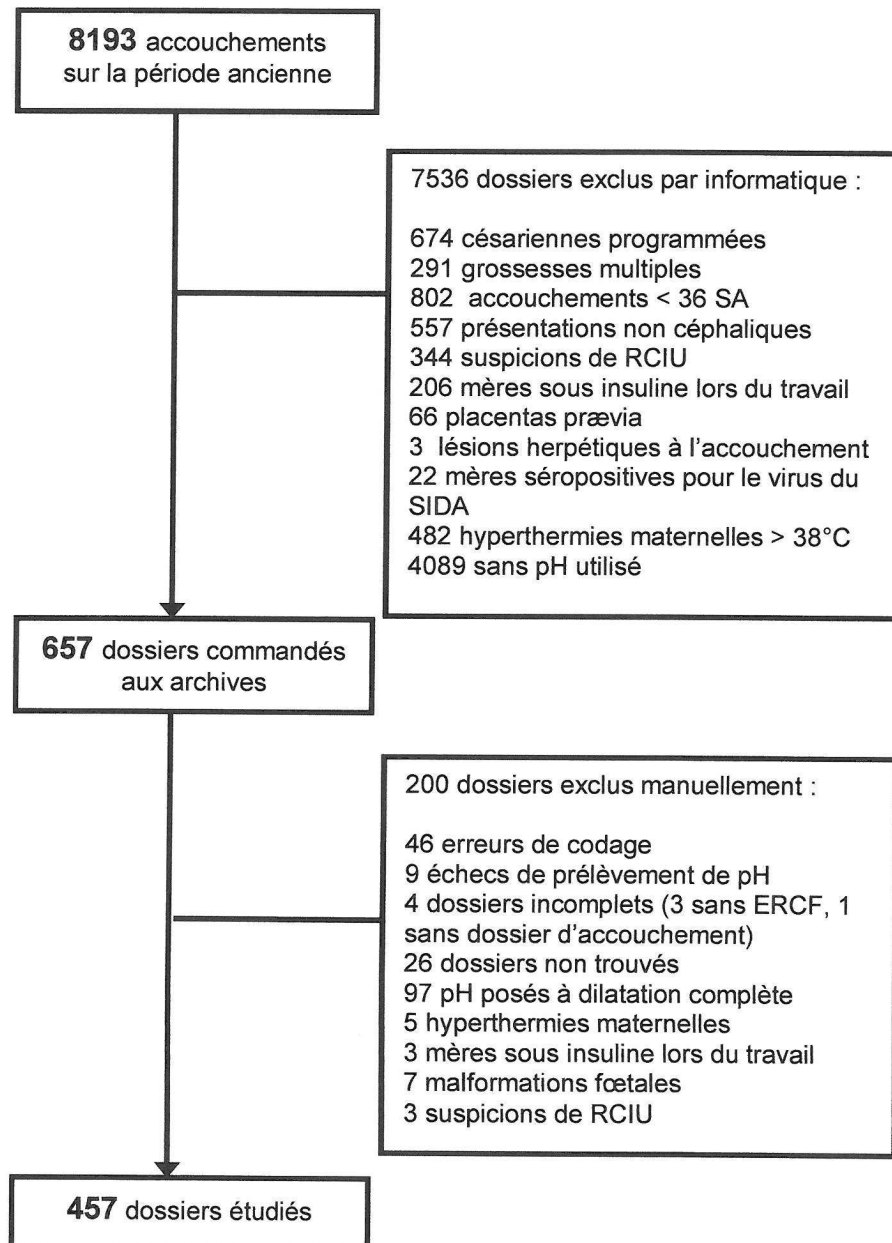 8193 accouchements
sur la période ancienne
7536 dossiers exclus par informatique :
674 césariennes programmées
291 grossesses multiples
802 accouchements < 36 SA
557 présentations non céphaliques
344 suspicions de RCIU
206 mères sous insuline lors du travail
66 placentas prævia
3 lésions herpétiques à l'accouchement
22 mères séropositives pour le virus du
SIDA
482 hyperthermies maternelles > 38°C
4089 sans pH utilisé
657 dossiers commandés
aux archives
200 dossiers exclus manuellement :
46 erreurs de codage
9 échecs de prélèvement de pH
4 dossiers incomplets (3 sans ERCF, 1
sans dossier d'accouchement)
26 dossiers non trouvés
97 pH posés à dilatation complète
5 hyperthermies maternelles
3 mères sous insuline lors du travail
7 malformations fœtales
3 suspicions de RCIU
457 dossiers étudiés